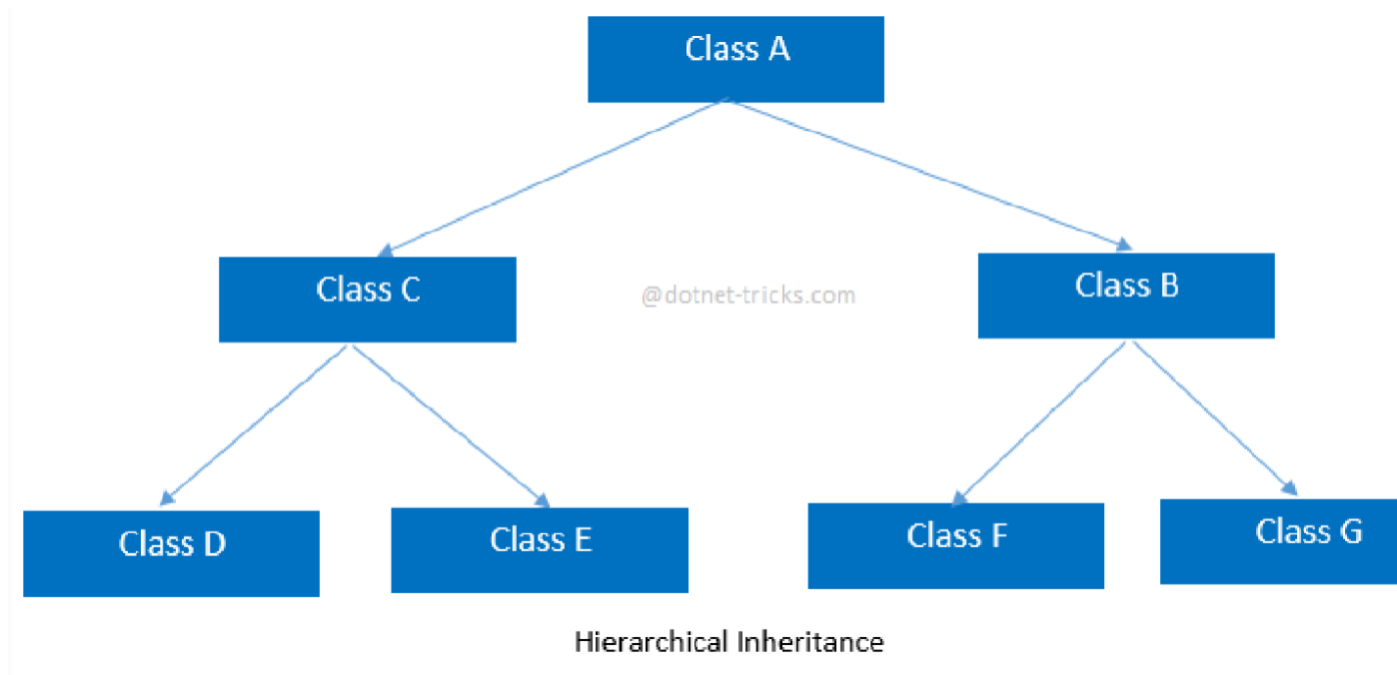 Class A
Class C
@dotnet-tricks.com
Class B
Class D
Class E
Class F
Class G
Hierarchical Inheritance